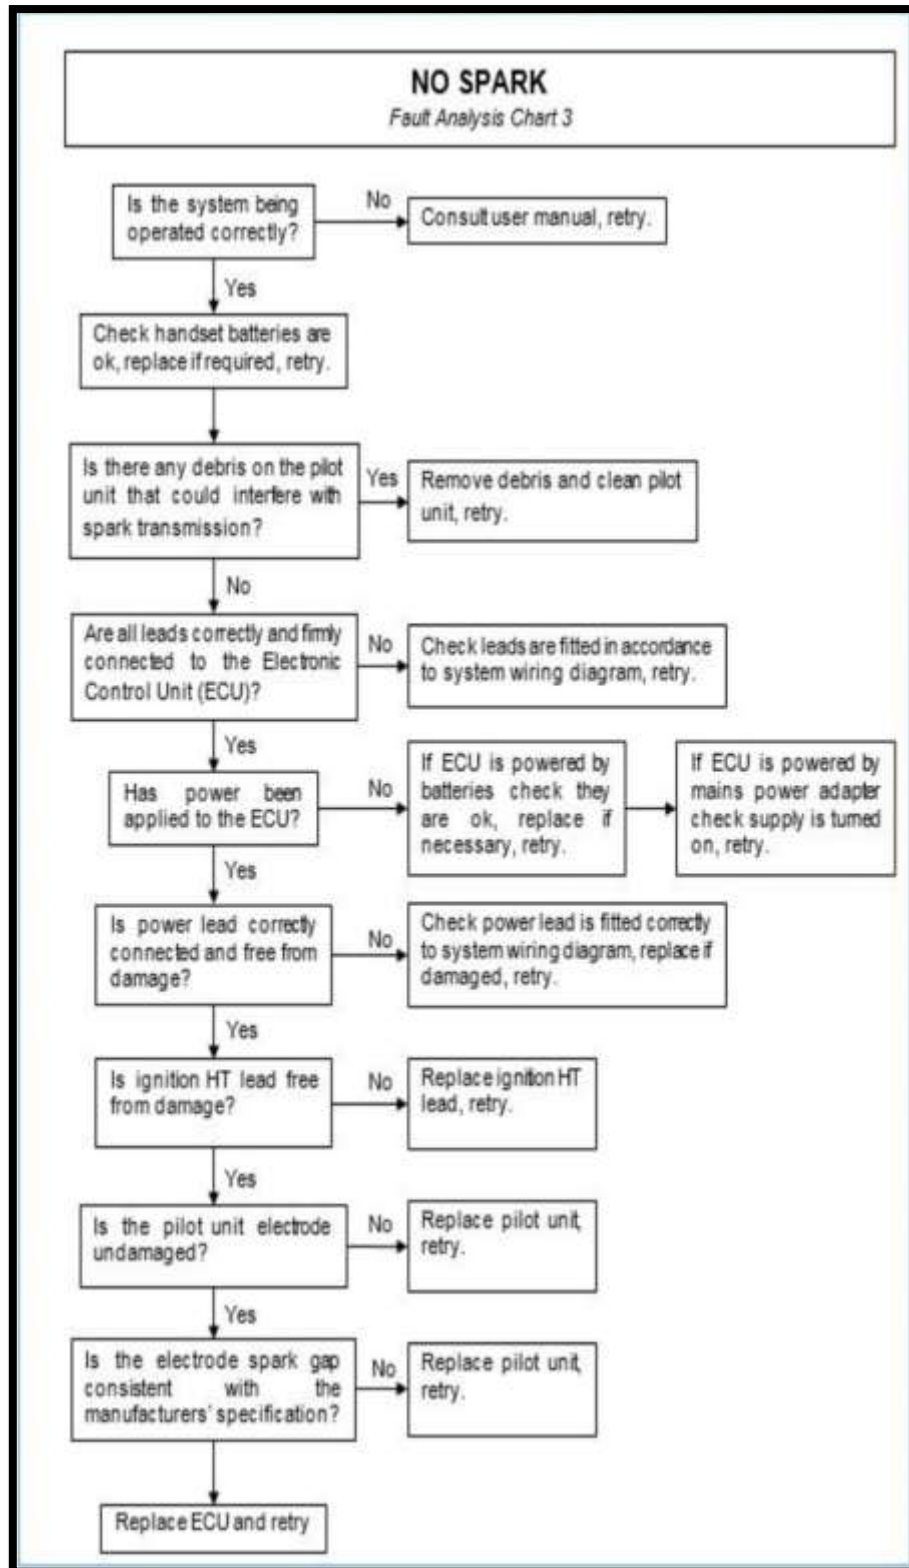 NO SPARK
Fault Analysis Chart 3
Is the system being
operated correctly?
No
Consult user manual, retry.
Yes
Check handset batteries are
ok, replace if required, retry.
Is there any debris on the pilot
unit that could interfere with
spark transmission?
Yes
Remove debris and clean pilot
unit, retry.
No
Are all leads correctly and firmly
connected to the Electronic
Control Unit (ECU)?
No
Check leads are fitted in accordance
to system wiring diagram, retry.
Yes
Has power been
applied to the ECU?
No
If ECU is powered by
batteries check they
are ok, replace if
necessary, retry.
If ECU is powered by
mains power adapter
check supply is turned
on, retry.
Yes
Is power lead correctly
connected and free from
damage?
No
Check power lead is fitted correctly
to system wiring diagram, replace if
damaged, retry.
Yes
Is ignition HT lead free
from damage?
No
Replace ignition HT
lead, retry.
Yes
Is the pilot unit electrode
undamaged?
No
Replace pilot unit,
retry.
Yes
Is the electrode spark gap
consistent with the
manufacturers' specification?
No
Replace pilot unit,
retry.
Replace ECU and retry